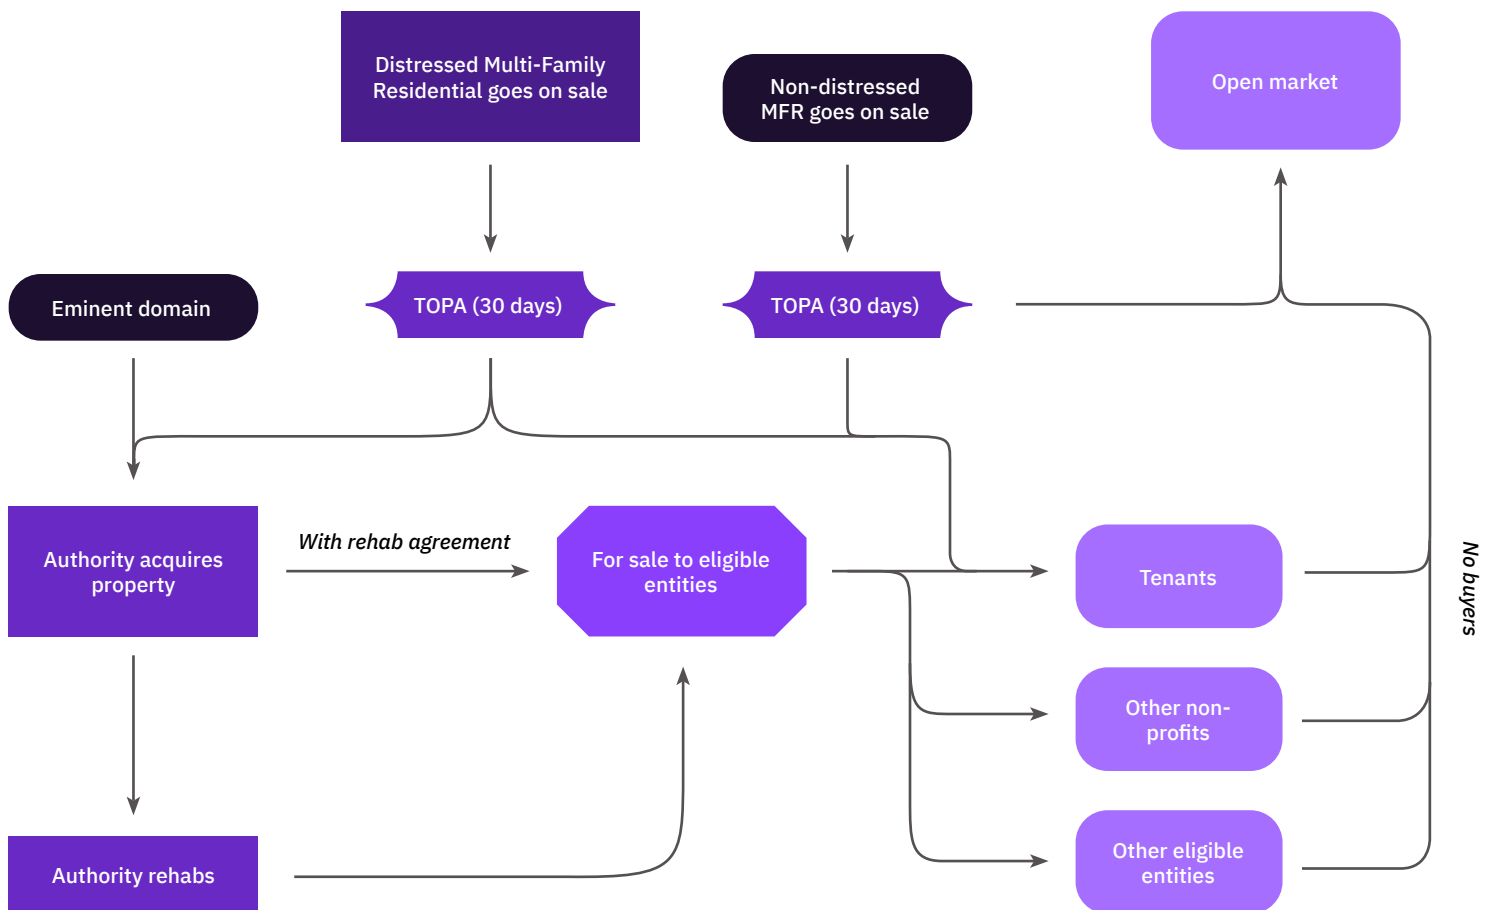 Distressed Multi-Family
Residential goes on sale
Non-distressed
MFR goes on sale
Open market
Eminent domain
TOPA (30 days)
TOPA (30 days)
Authority acquires
property
With rehab agreement
For sale to eligible
entities
Tenants
No buyers
Other non-
profits
Other eligible
entities
Authority rehabs